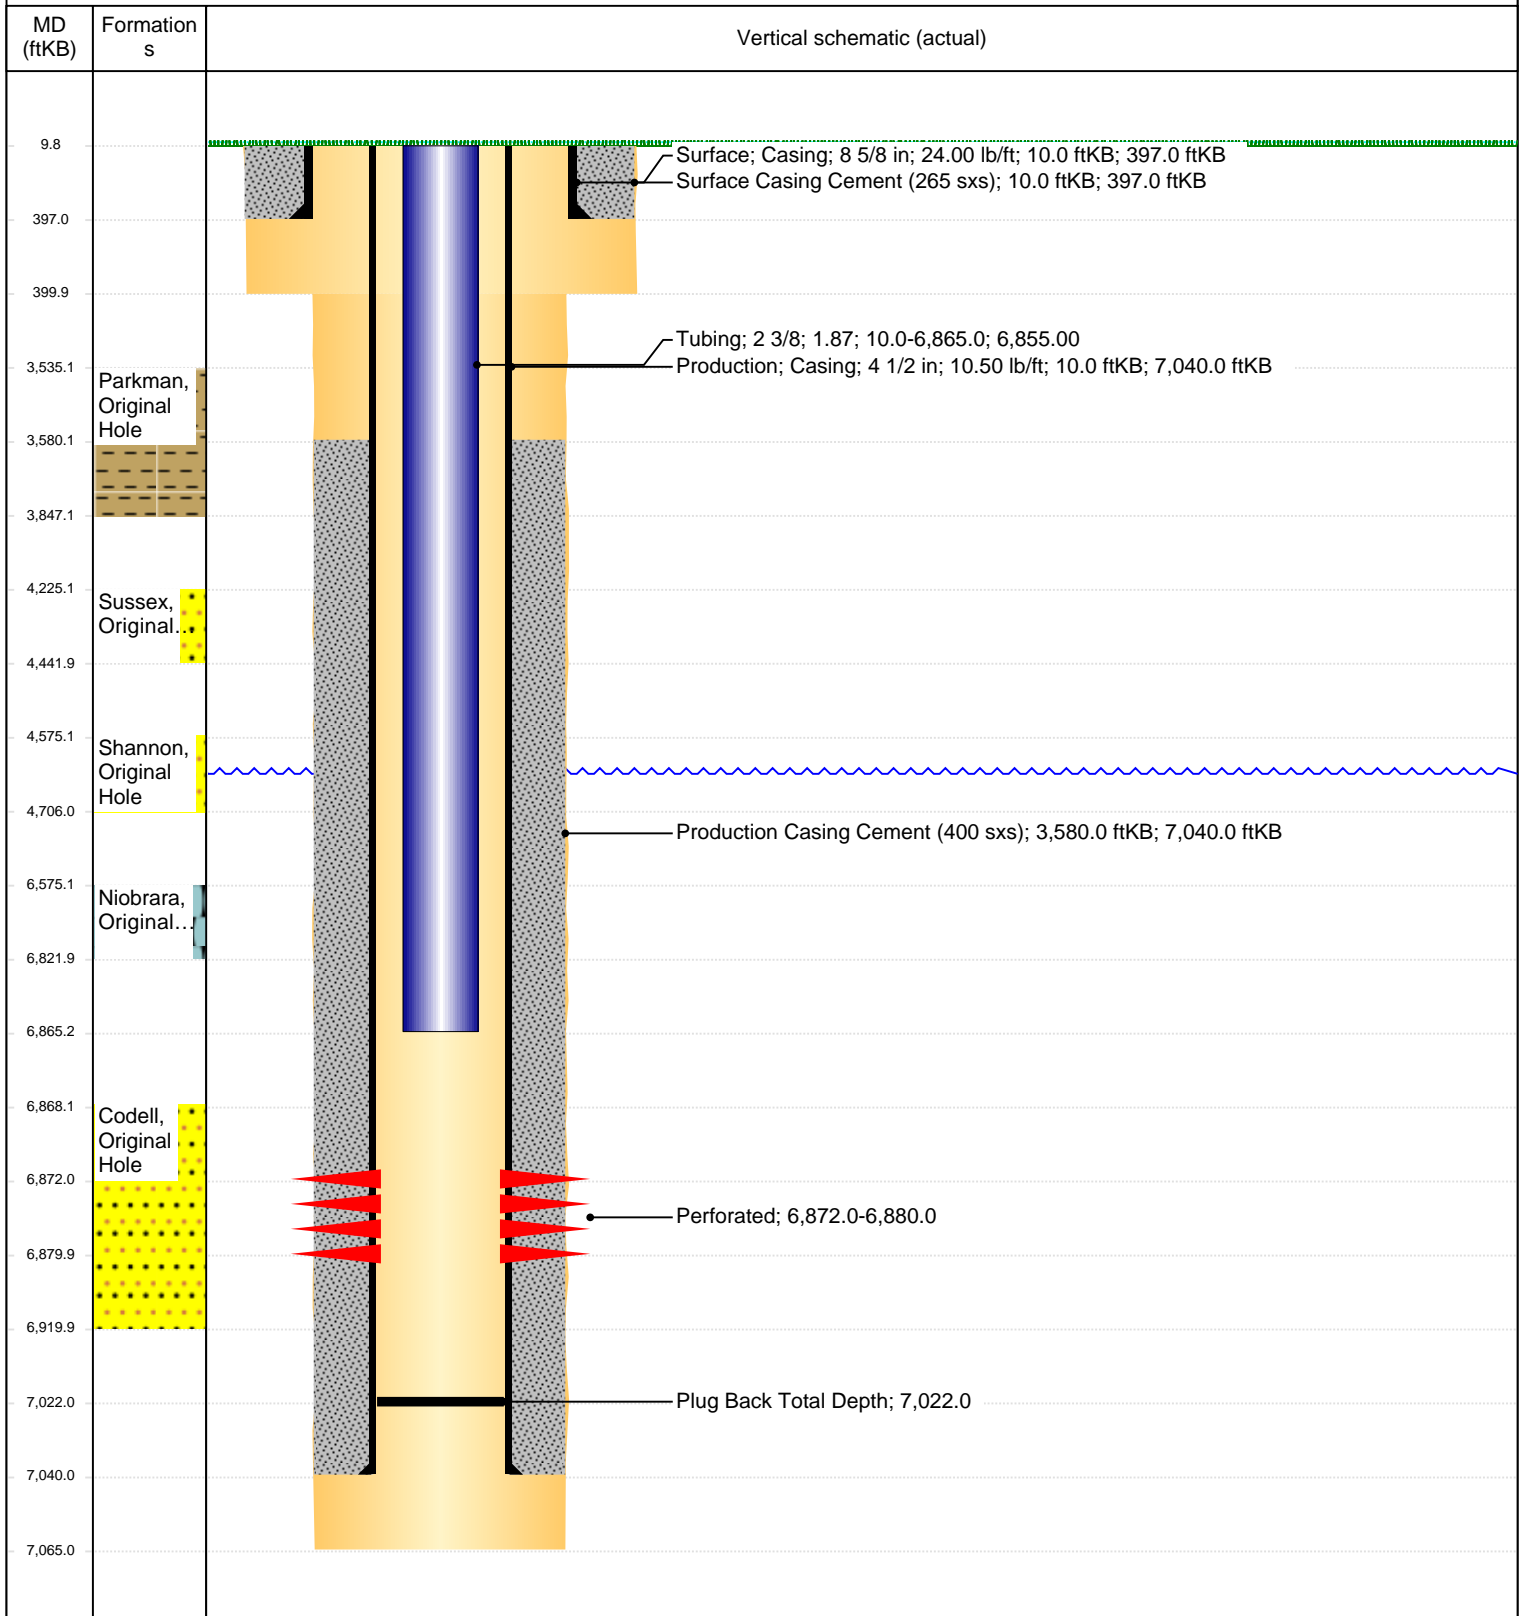 MD
(ftKB)
Formation
s
Vertical schematic (actual)
9.8
Surface; Casing; 8 5/8 in; 24.00 lb/ft; 10.0 ftKB; 397.0 ftKB
Surface Casing Cement (265 sxs); 10.0 ftKB; 397.0 ftKB
397.0
399.9
Tubing; 2 3/8; 1.87; 10.0-6,865.0; 6,855.00
3,535.1
Production; Casing; 4 1/2 in; 10.50 lb/ft; 10.0 ftKB; 7,040.0 ftKB
Parkman,
Original
Hole
3,580.1
3,847.1
4,225.1
Sussex,
Original...
4,441.9
4,575.1
Shannon,
Original
Hole
4,706.0
Production Casing Cement (400 sxs); 3,580.0 ftKB; 7,040.0 ftKB
6,575.1
Niobrara,
Original...
6,821.9
6,865.2
6,868.1
Codell,
Original
Hole
6,872.0
Perforated; 6,872.0-6,880.0
6,879.9
6,919.9
7,022.0
Plug Back Total Depth; 7,022.0
7,040.0
7,065.0